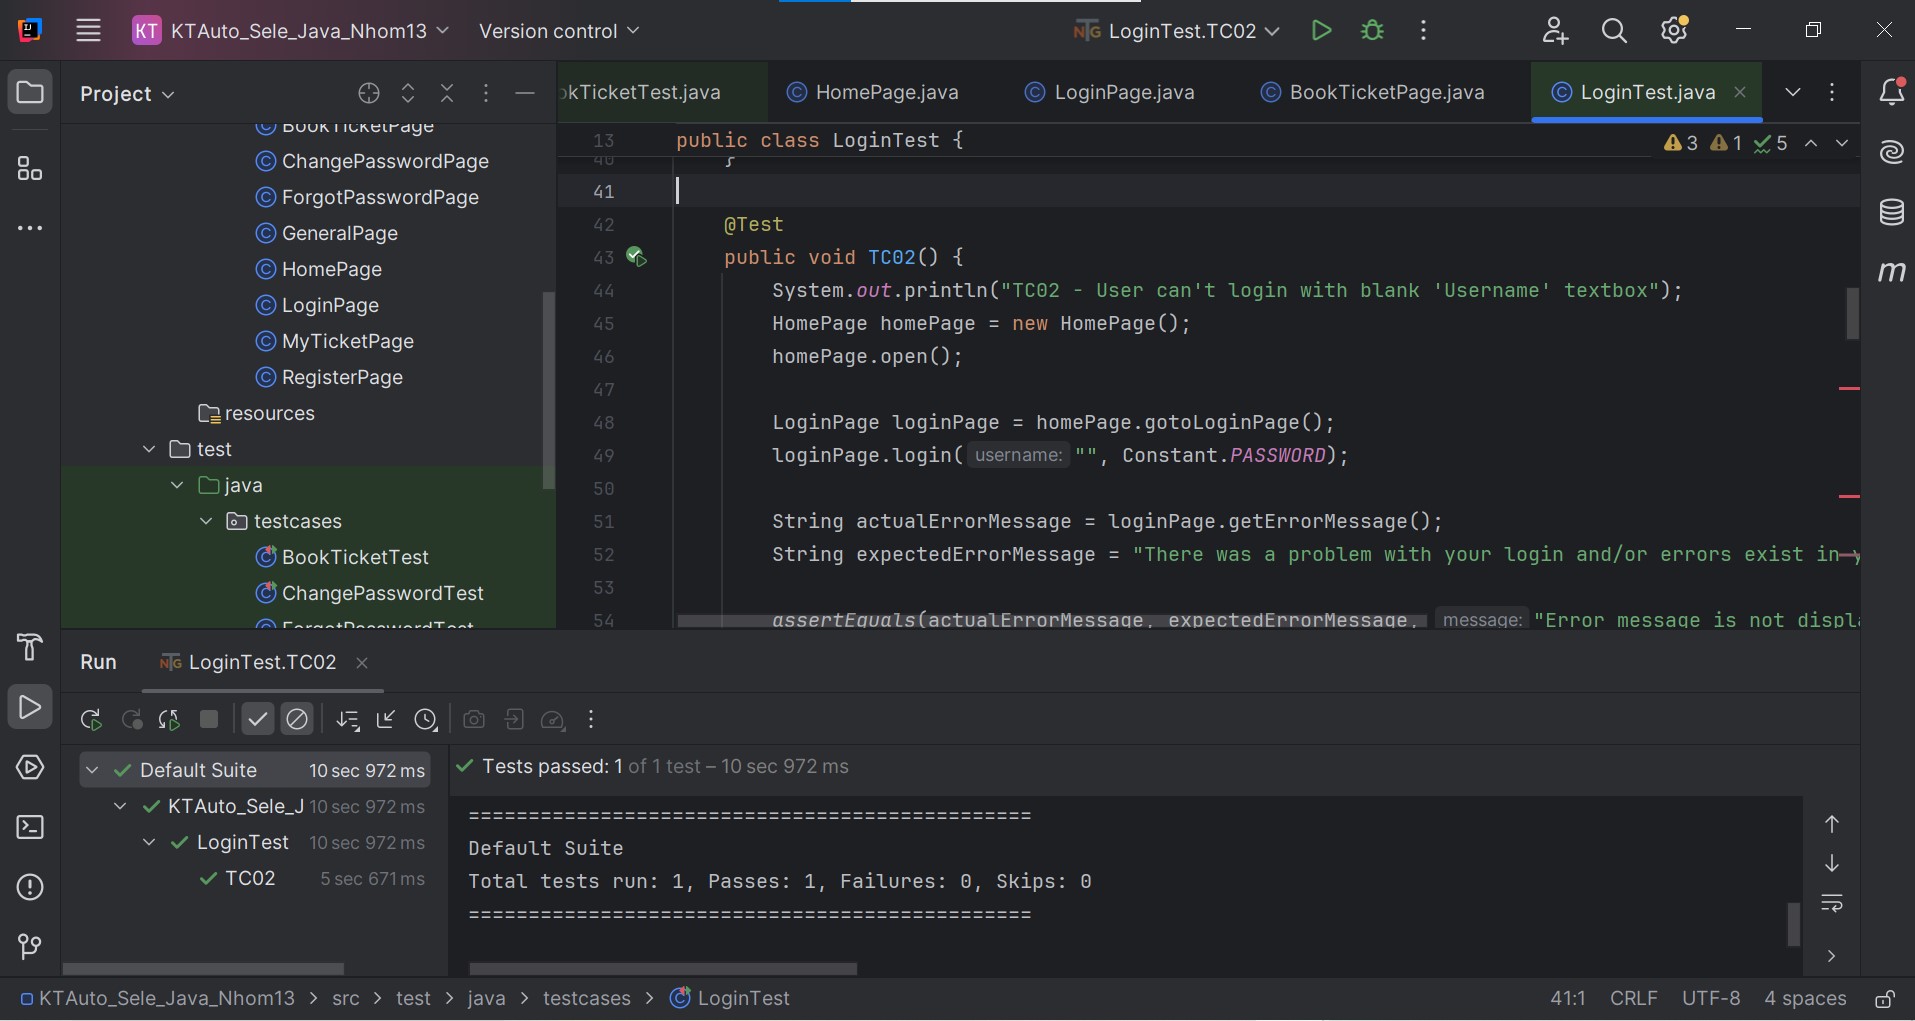 KT KTAuto_Sele_Java_Nhom13 Version control LoginTest.TC02
Project
okTicketTest.java HomePage.java LoginPage.java BookTicketPage.java LoginTest.java
BookTicketPage
ChangePasswordPage
ForgotPasswordPage
GeneralPage
HomePage
LoginPage
MyTicketPage
RegisterPage
resources
test
java
testcases
BookTicketTest
ChangePasswordTest
ForgotPasswordTest
13 public class LoginTest {
3 1 5
40 }
41
42 @Test
43 public void TC02() {
44 System.out.println("TC02 - User can't login with blank 'Username' textbox");
45 HomePage homePage = new HomePage();
46 homePage.open();
47
48 LoginPage loginPage = homePage.gotoLoginPage();
49 loginPage.login( username: "", Constant.PASSWORD);
50
51 String actualErrorMessage = loginPage.getErrorMessage();
52 String expectedErrorMessage = "There was a problem with your login and/or errors exist in y
53
54 assertEquals(actualErrorMessage, expectedErrorMessage, message: "Error message is not displa
Run LoginTest.TC02
Default Suite 10 sec 972 ms
KTAuto_Sele_J 10 sec 972 ms
LoginTest 10 sec 972 ms
TC02 5 sec 671 ms
Tests passed: 1 of 1 test – 10 sec 972 ms
===============================================
Default Suite
Total tests run: 1, Passes: 1, Failures: 0, Skips: 0
===============================================
KTAuto_Sele_Java_Nhom13 > src > test > java > testcases > LoginTest
41:1 CRLF UTF-8 4 spaces